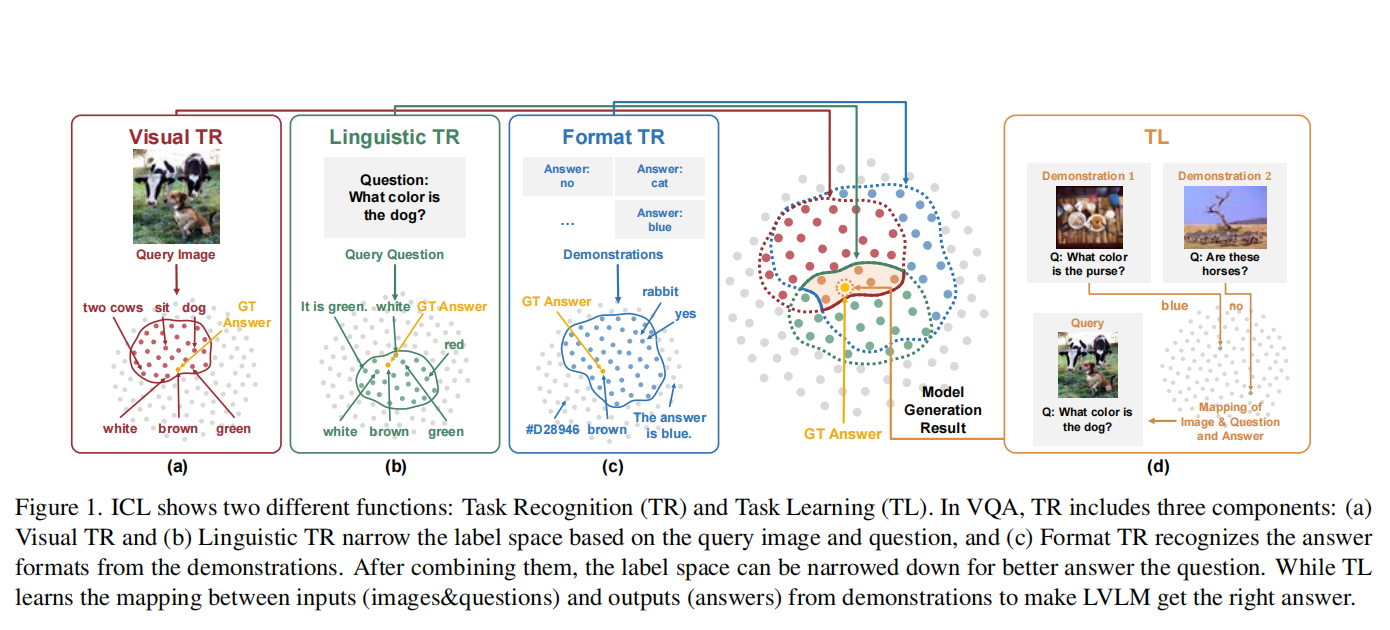 Visual TR
Query Image
two cows sit dog
GT
Answer
white brown green
(a)
Linguistic TR
Question:
What color is
the dog?
Query Question
It is green. white GT Answer
red
white brown green
(b)
Format TR
Answer:
no
Answer:
cat
...
Answer:
blue
Demonstrations
GT Answer
rabbit
yes
#D28946 brown
The answer
is blue.
(c)
GT Answer
Model
Generation
Result
TL
Demonstration 1
Q: What color
is the purse?
Demonstration 2
Q: Are these
horses?
blue
no
Query
Q: What color is
the dog?
Mapping of
Image & Question
and Answer
(d)
Figure 1. ICL shows two different functions: Task Recognition (TR) and Task Learning (TL). In VQA, TR includes three components: (a)
Visual TR and (b) Linguistic TR narrow the label space based on the query image and question, and (c) Format TR recognizes the answer
formats from the demonstrations. After combining them, the label space can be narrowed down for better answer the question. While TL
learns the mapping between inputs (images&questions) and outputs (answers) from demonstrations to make LVLM get the right answer.